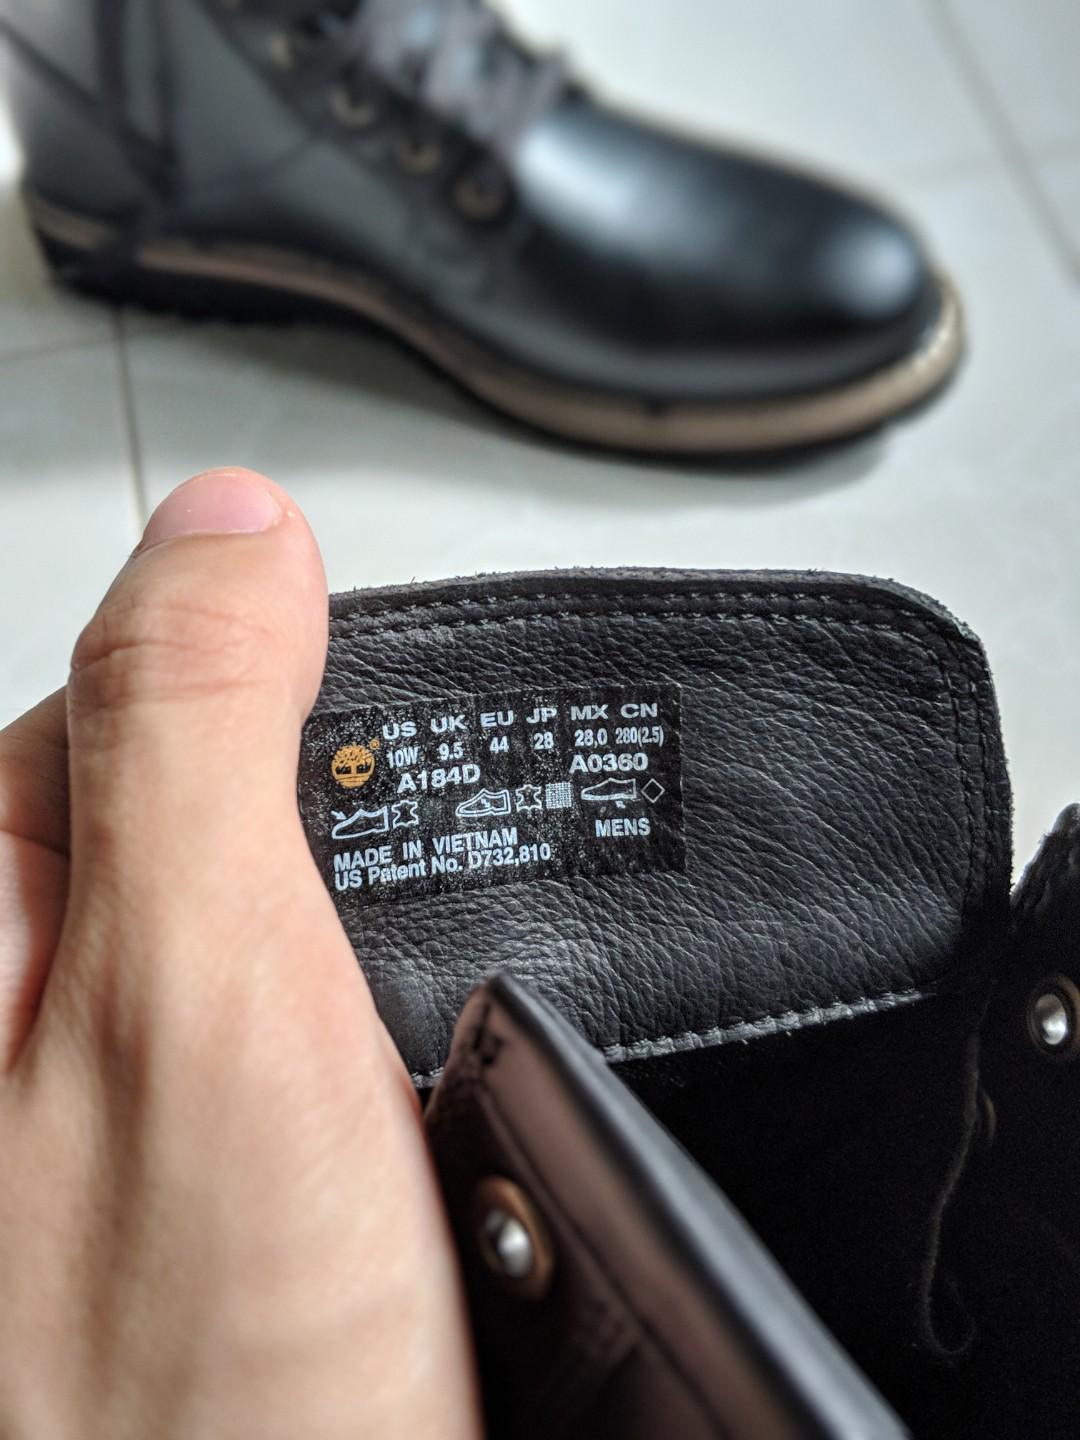 US UK EU JP MX CN
10W 9.5 44 28 28.0 280(2.5)
A184D A0360
MENS
MADE IN VIETNAM
US Patent No. D732,810